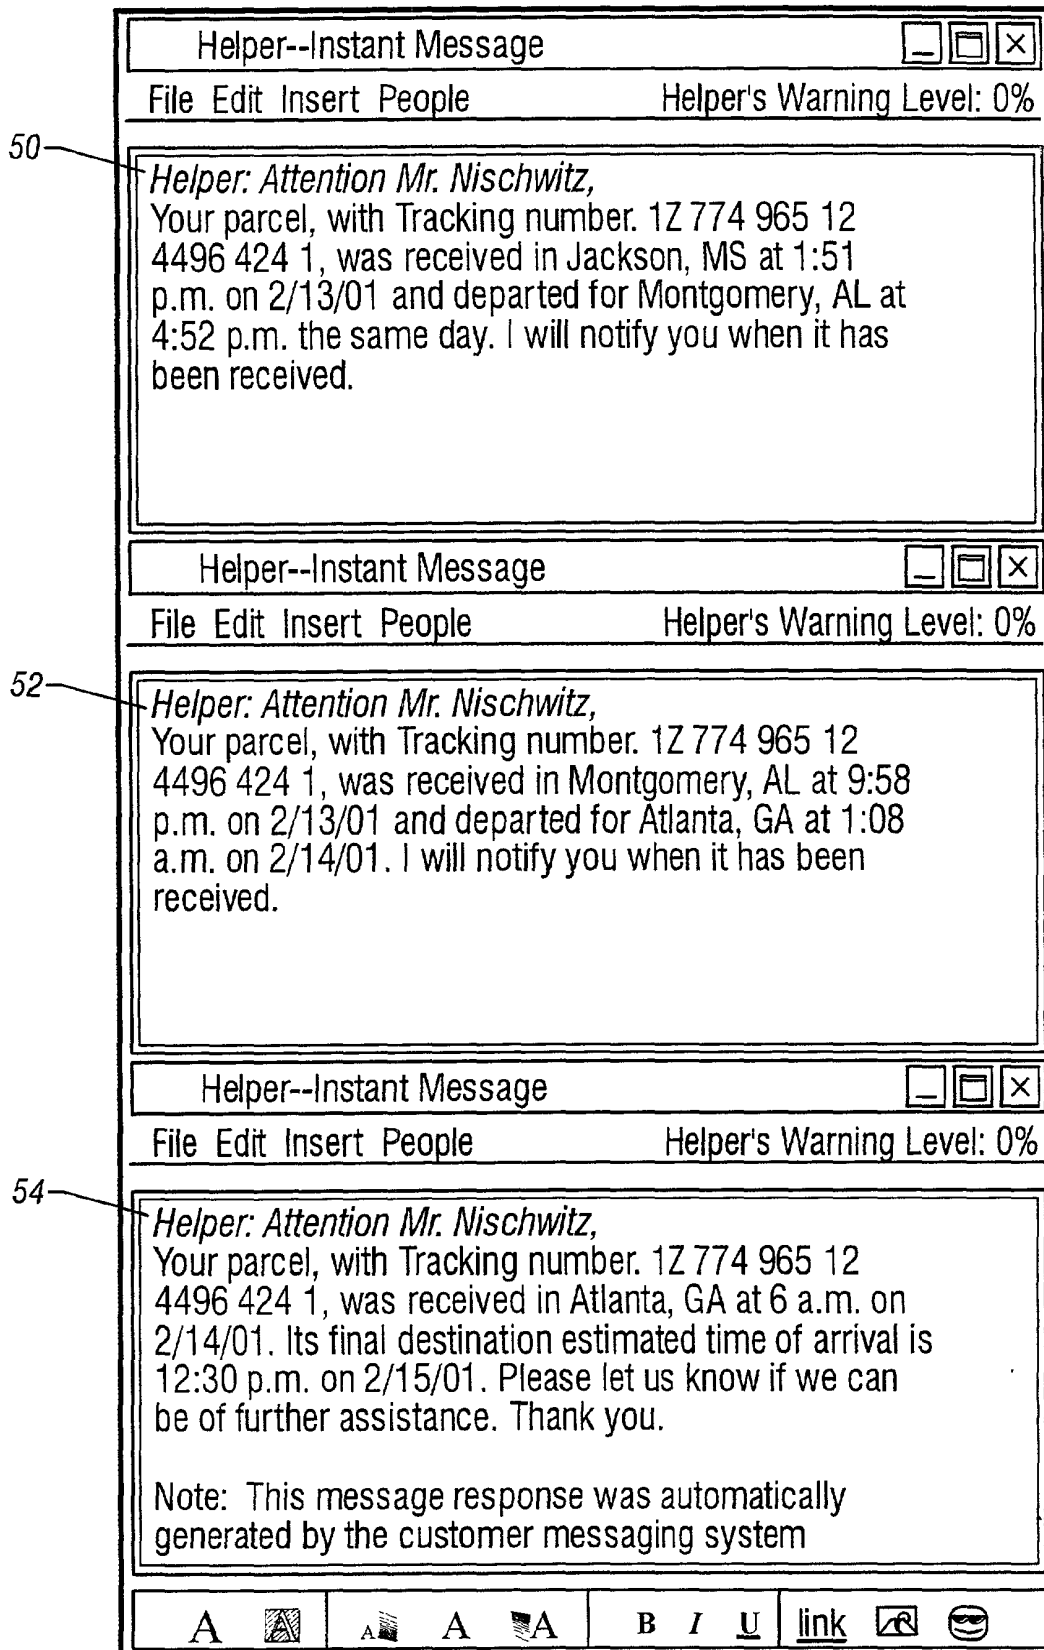 Helper--Instant Message
File Edit Insert People Helper's Warning Level: 0%
50
Helper: Attention Mr. Nischwitz,
Your parcel, with Tracking number. 1Z 774 965 12
4496 424 1, was received in Jackson, MS at 1:51
p.m. on 2/13/01 and departed for Montgomery, AL at
4:52 p.m. the same day. I will notify you when it has
been received.
Helper--Instant Message
File Edit Insert People Helper's Warning Level: 0%
52
Helper: Attention Mr. Nischwitz,
Your parcel, with Tracking number. 1Z 774 965 12
4496 424 1, was received in Montgomery, AL at 9:58
p.m. on 2/13/01 and departed for Atlanta, GA at 1:08
a.m. on 2/14/01. I will notify you when it has been
received.
Helper--Instant Message
File Edit Insert People Helper's Warning Level: 0%
54
Helper: Attention Mr. Nischwitz,
Your parcel, with Tracking number. 1Z 774 965 12
4496 424 1, was received in Atlanta, GA at 6 a.m. on
2/14/01. Its final destination estimated time of arrival is
12:30 p.m. on 2/15/01. Please let us know if we can
be of further assistance. Thank you.
Note: This message response was automatically
generated by the customer messaging system
A A A A A B I U link